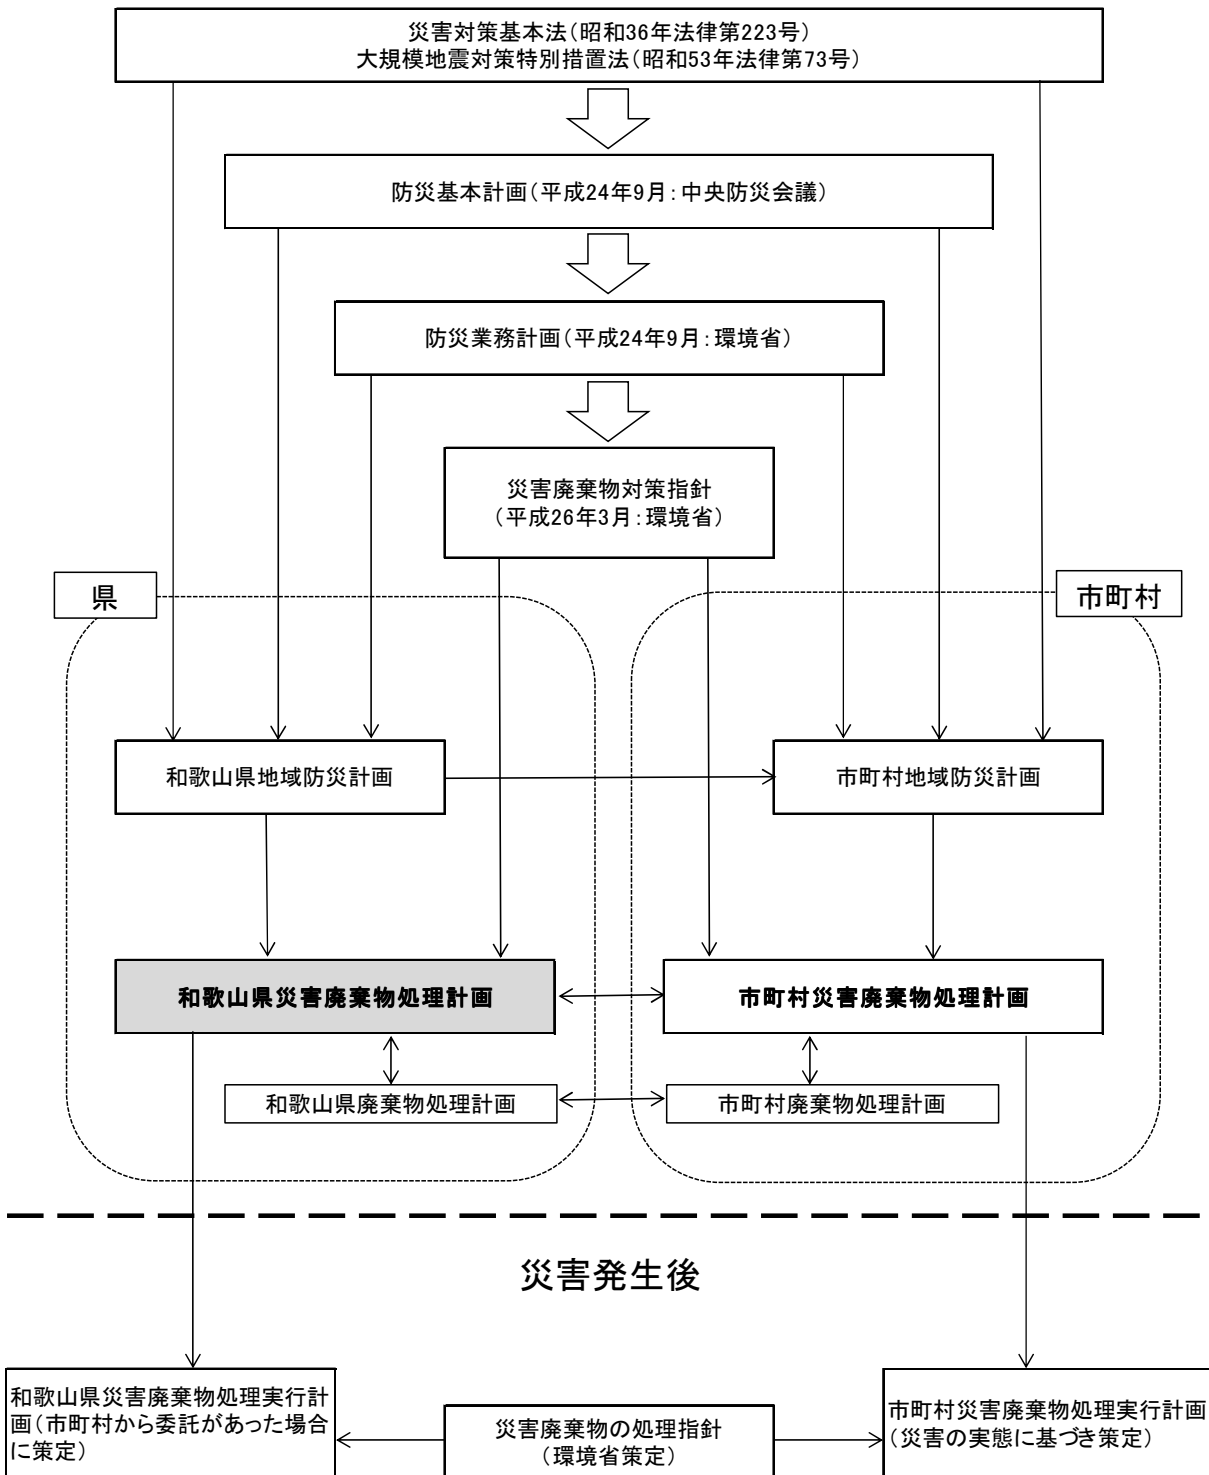 災害対策基本法(昭和36年法律第223号)
大規模地震対策特別措置法(昭和53年法律第73号)
防災基本計画(平成24年9月:中央防災会議)
防災業務計画(平成24年9月:環境省)
災害廃棄物対策指針
(平成26年3月:環境省)
県
市町村
和歌山県地域防災計画
市町村地域防災計画
和歌山県災害廃棄物処理計画
市町村災害廃棄物処理計画
和歌山県廃棄物処理計画
市町村廃棄物処理計画
災害発生後
和歌山県災害廃棄物処理実行計
画(市町村から委託があった場合
に策定)
災害廃棄物の処理指針
(環境省策定)
市町村災害廃棄物処理実行計画
(災害の実態に基づき策定)